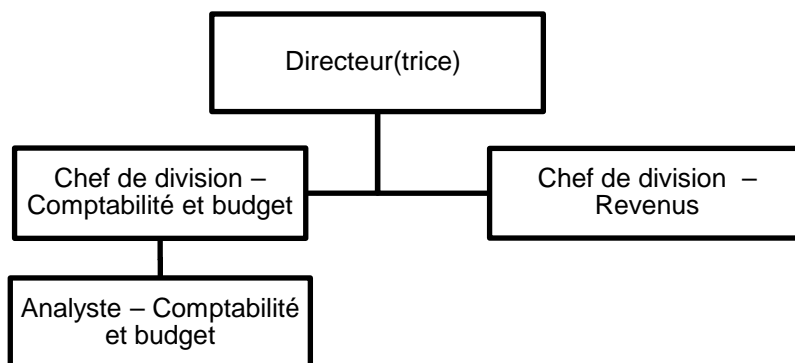 Directeur(trice)
Chef de division –
Comptabilité et budget
Chef de division –
Revenus
Analyste – Comptabilité
et budget